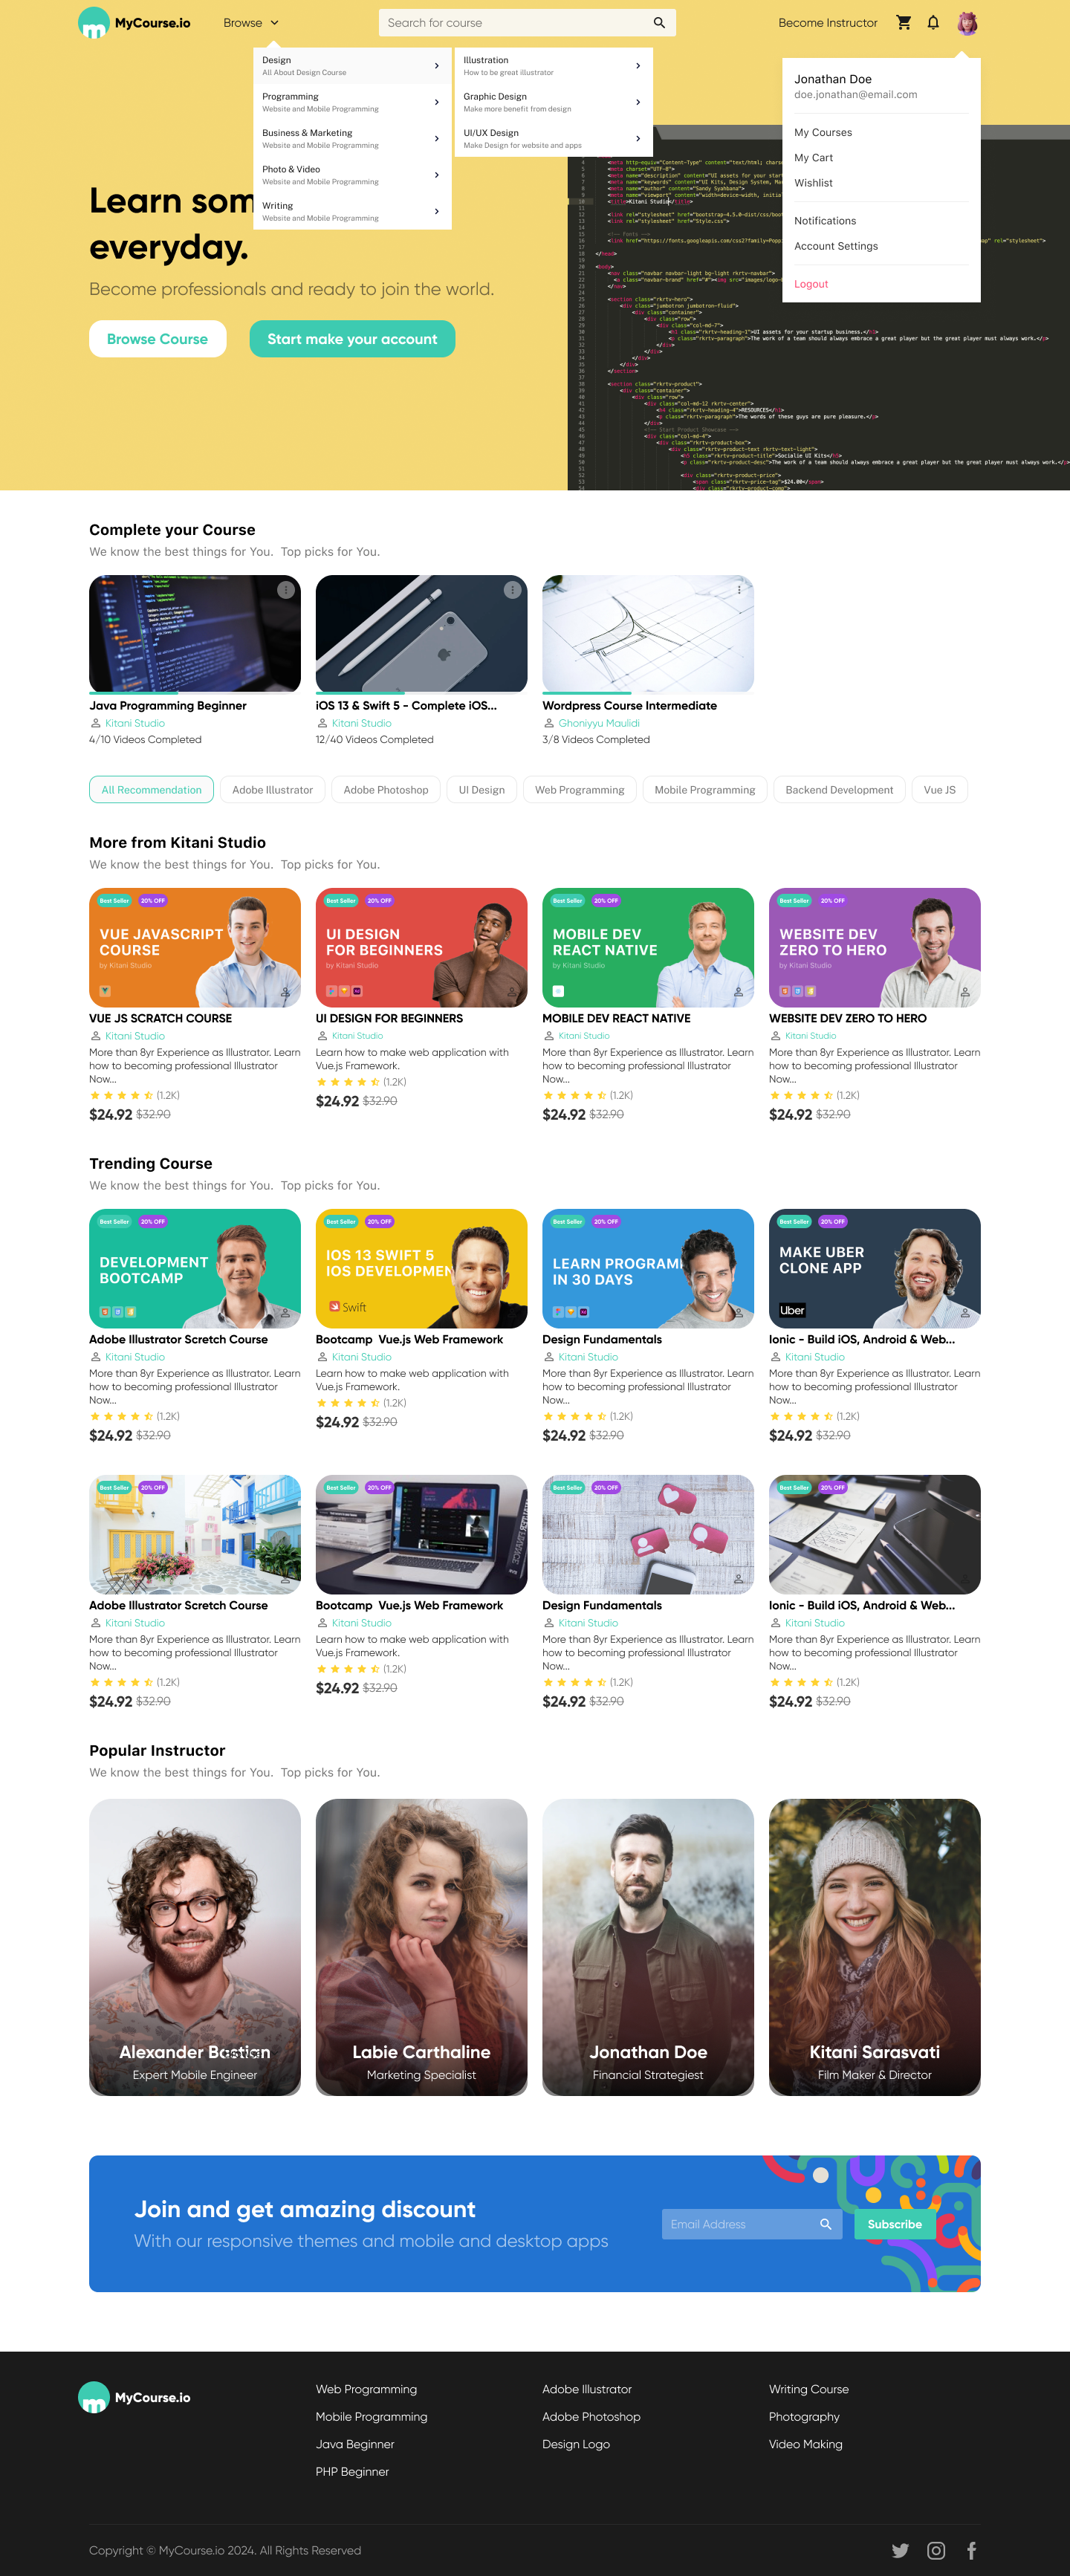 MyCourse.io
Browse
Search for course
Become Instructor
Design
All About Design Course
Programming
Website and Mobile Programming
Business & Marketing
Website and Mobile Programming
Photo & Video
Website and Mobile Programming
Writing
Website and Mobile Programming
Illustration
How to be great illustrator
Graphic Design
Make more benefit from design
UI/UX Design
Make Design for website and apps
Jonathan Doe
doe.jonathan@email.com
My Courses
My Cart
Wishlist
Notifications
Account Settings
Logout
Learn som
everyday.
Become professionals and ready to join the world.
Browse Course
Start make your account
Complete your Course
We know the best things for You. Top picks for You.
Java Programming Beginner
Kitani Studio
4/10 Videos Completed
iOS 13 & Swift 5 - Complete iOS...
Kitani Studio
12/40 Videos Completed
Wordpress Course Intermediate
Ghoniyyu Maulidi
3/8 Videos Completed
All Recommendation
Adobe Illustrator
Adobe Photoshop
UI Design
Web Programming
Mobile Programming
Backend Development
Vue JS
More from Kitani Studio
We know the best things for You. Top picks for You.
Best Seller
20% OFF
VUE JAVASCRIPT
COURSE
by Kitani Studio
VUE JS SCRATCH COURSE
Kitani Studio
More than 8yr Experience as Illustrator. Learn
how to becoming professional Illustrator
Now...
(1.2K)
$24.92 $32.90
Best Seller
20% OFF
UI DESIGN
FOR BEGINNERS
by Kitani Studio
UI DESIGN FOR BEGINNERS
Kitani Studio
Learn how to make web application with
Vue.js Framework.
(1.2K)
$24.92 $32.90
Best Seller
20% OFF
MOBILE DEV
REACT NATIVE
by Kitani Studio
MOBILE DEV REACT NATIVE
Kitani Studio
More than 8yr Experience as Illustrator. Learn
how to becoming professional Illustrator
Now...
(1.2K)
$24.92 $32.90
Best Seller
20% OFF
WEBSITE DEV
ZERO TO HERO
by Kitani Studio
WEBSITE DEV ZERO TO HERO
Kitani Studio
More than 8yr Experience as Illustrator. Learn
how to becoming professional Illustrator
Now...
(1.2K)
$24.92 $32.90
Trending Course
We know the best things for You. Top picks for You.
Best Seller
20% OFF
DEVELOPMENT
BOOTCAMP
Adobe Illustrator Scretch Course
Kitani Studio
More than 8yr Experience as Illustrator. Learn
how to becoming professional Illustrator
Now...
(1.2K)
$24.92 $32.90
Best Seller
20% OFF
IOS 13 SWIFT 5
IOS DEVELOPMEN
Swift
Bootcamp Vue.js Web Framework
Kitani Studio
Learn how to make web application with
Vue.js Framework.
(1.2K)
$24.92 $32.90
Best Seller
20% OFF
LEARN PROGRAM
IN 30 DAYS
Design Fundamentals
Kitani Studio
More than 8yr Experience as Illustrator. Learn
how to becoming professional Illustrator
Now...
(1.2K)
$24.92 $32.90
Best Seller
20% OFF
MAKE UBER
CLONE APP
Uber
Ionic - Build iOS, Android & Web...
Kitani Studio
More than 8yr Experience as Illustrator. Learn
how to becoming professional Illustrator
Now...
(1.2K)
$24.92 $32.90
Best Seller
20% OFF
Adobe Illustrator Scretch Course
Kitani Studio
More than 8yr Experience as Illustrator. Learn
how to becoming professional Illustrator
Now...
(1.2K)
$24.92 $32.90
Best Seller
20% OFF
Bootcamp Vue.js Web Framework
Kitani Studio
Learn how to make web application with
Vue.js Framework.
(1.2K)
$24.92 $32.90
Best Seller
20% OFF
Design Fundamentals
Kitani Studio
More than 8yr Experience as Illustrator. Learn
how to becoming professional Illustrator
Now...
(1.2K)
$24.92 $32.90
Best Seller
20% OFF
Ionic - Build iOS, Android & Web...
Kitani Studio
More than 8yr Experience as Illustrator. Learn
how to becoming professional Illustrator
Now...
(1.2K)
$24.92 $32.90
Popular Instructor
We know the best things for You. Top picks for You.
Alexander Bastien
Expert Mobile Engineer
Labie Carthaline
Marketing Specialist
Jonathan Doe
Financial Strategiest
Kitani Sarasvati
Film Maker & Director
Join and get amazing discount
With our responsive themes and mobile and desktop apps
Email Address
Subscribe
MyCourse.io
Web Programming
Mobile Programming
Java Beginner
PHP Beginner
Adobe Illustrator
Adobe Photoshop
Design Logo
Writing Course
Photography
Video Making
Copyright © MyCourse.io 2024. All Rights Reserved